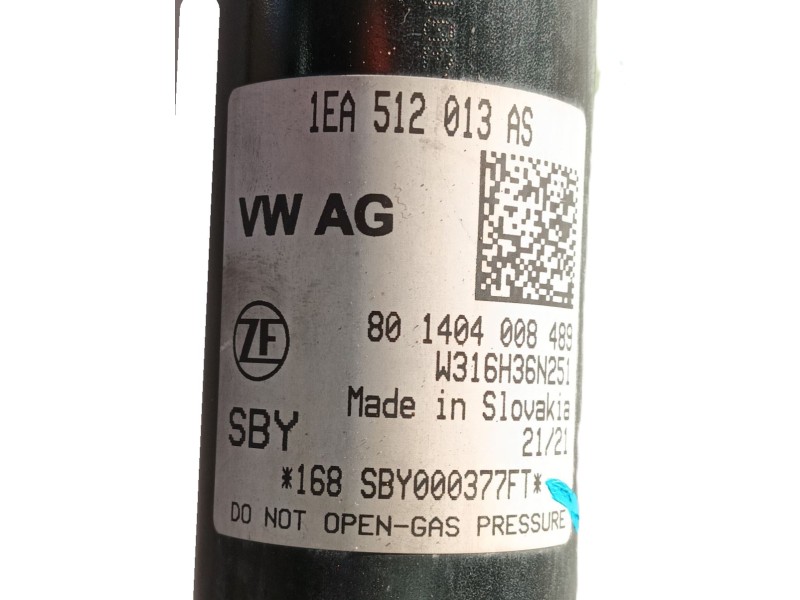 1EA 512 013 AS
VW AG
80 1404 008 489
W316H36N251
ZF
Made in Slovakia
SBY
21/21
*168 SBY000377FT*
DO NOT OPEN-GAS PRESSURE